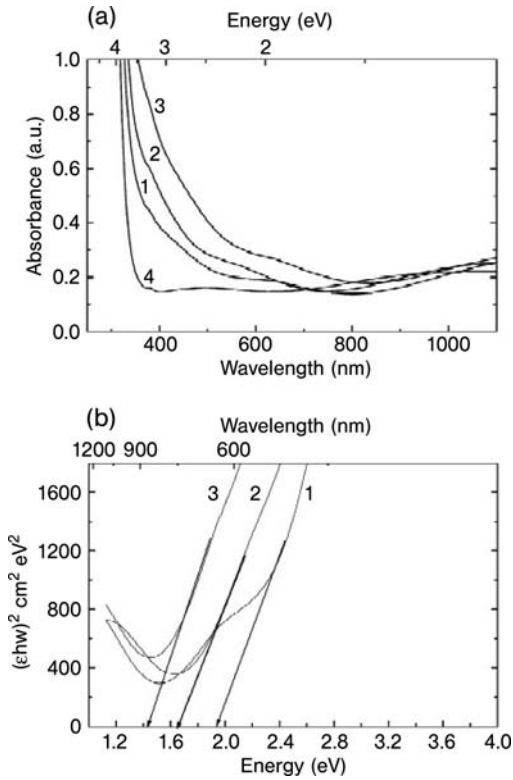 (a)
Energy (eV)
4 3 2
1.0
0.8
0.6
0.4
0.2
0.0
Absorbance (a.u.)
3
2
1
4
400 600 800 1000
Wavelength (nm)
(b)
Wavelength (nm)
1200 900 600
1600
1200
800
400
0
(εhw)² cm² eV²
3 2 1
1.2 1.6 2.0 2.4 2.8 3.2 3.6 4.0
Energy (eV)